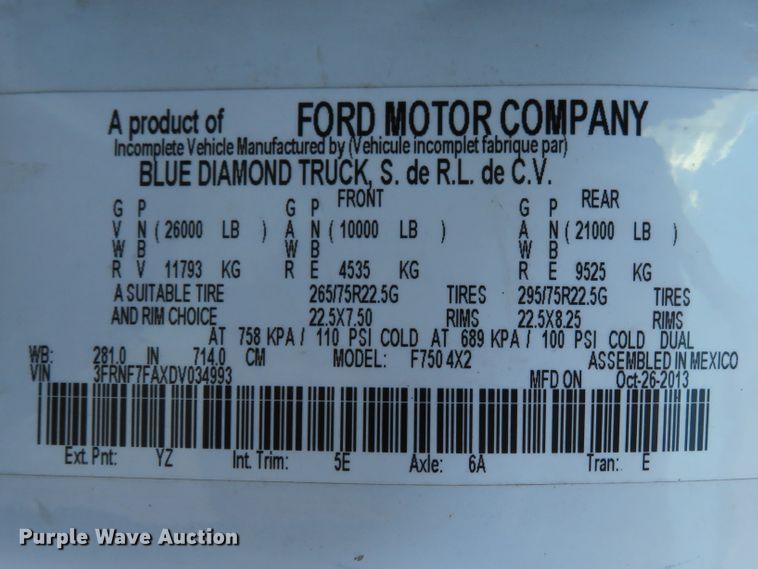 A product of FORD MOTOR COMPANY
Incomplete Vehicle Manufactured by (Vehicule incomplet fabrique par)
BLUE DIAMOND TRUCK, S. de R.L. de C.V.
FRONT REAR
G P G P G P
V N ( 26000 LB ) A N ( 10000 LB ) A N ( 21000 LB )
W B W B W B
R V 11793 KG R E 4535 KG R E 9525 KG
A SUITABLE TIRE 265/75R22.5G TIRES 295/75R22.5G TIRES
AND RIM CHOICE 22.5X7.50 RIMS 22.5X8.25 RIMS
AT 758 KPA / 110 PSI COLD AT 689 KPA / 100 PSI COLD DUAL
WB: 281.0 IN 714.0 CM MODEL: F750 4X2 ASSEMBLED IN MEXICO
VIN 3FRNF7FAXDV034993 MFD ON Oct-26-2013
Ext. Pnt: YZ Int. Trim: 5E Axle: 6A Tran: E
Purple Wave Auction